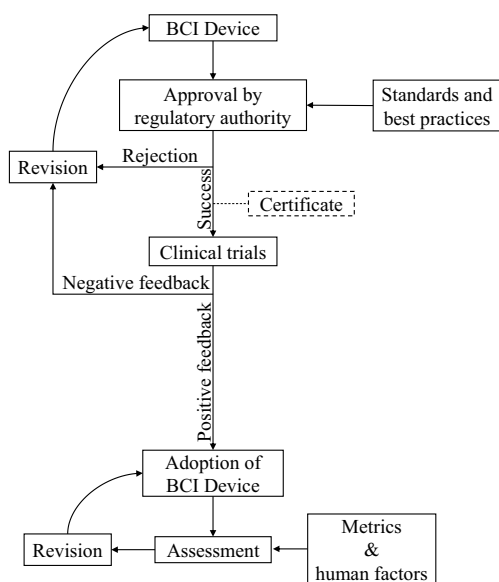 BCI Device
Approval by
regulatory authority
Standards and
best practices
Rejection
Revision
Success
Certificate
Clinical trials
Negative feedback
Positive feedback
Adoption of
BCI Device
Metrics
&
human factors
Revision
Assessment